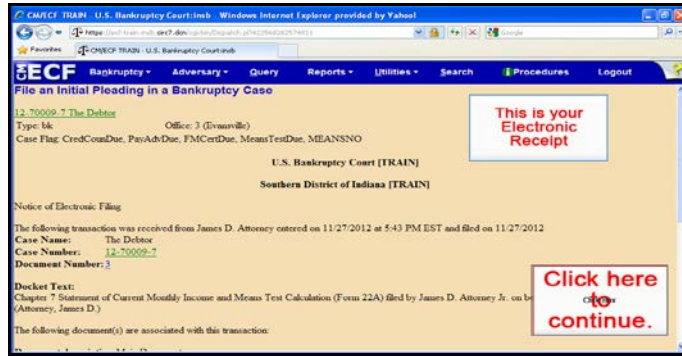 CM/ECF TRAIN - U.S. Bankruptcy Court:insb - Windows Internet Explorer provided by Yahoo!
Google
Favorites CM/ECF TRAIN - U.S. Bankruptcy Court:insb
ECF Bankruptcy Adversary Query Reports Utilities Search Procedures Logout ?
File an Initial Pleading in a Bankruptcy Case
This is your
Electronic
Receipt
12-70009-7 The Debtor
Type: bk Office: 3 (Evansville)
Case Flag: CredCounDue, PayAdvDue, FMCertDue, MeansTestDue, MEANSNO
U.S. Bankruptcy Court [TRAIN]
Southern District of Indiana [TRAIN]
Notice of Electronic Filing
The following transaction was received from James D. Attorney entered on 11/27/2012 at 5:43 PM EST and filed on 11/27/2012
Case Name: The Debtor
Case Number: 12-70009-7
Document Number: 3
Docket Text:
Chapter 7 Statement of Current Monthly Income and Means Test Calculation (Form 22A) filed by James D. Attorney Jr. on be
(Attorney, James D.)
Click here
to
continue.
The following document(s) are associated with this transaction: